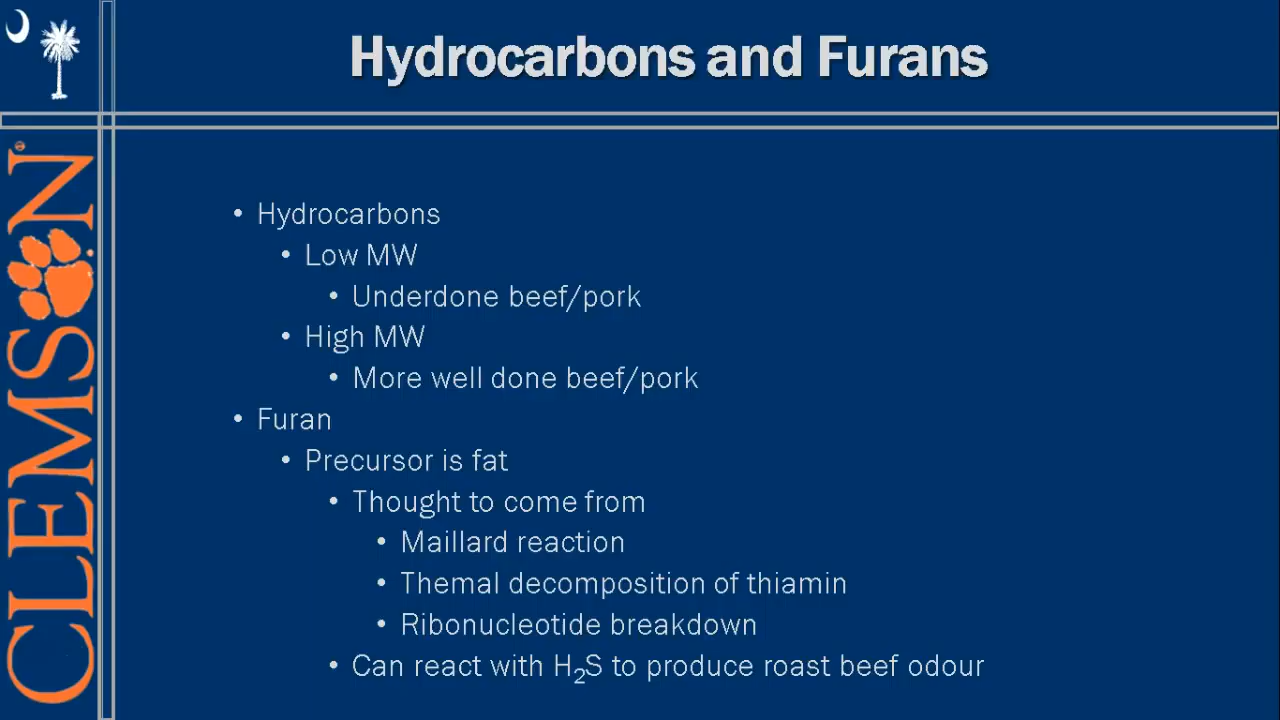 Hydrocarbons and Furans
CLEMSON
• Hydrocarbons
• Low MW
• Underdone beef/pork
• High MW
• More well done beef/pork
• Furan
• Precursor is fat
• Thought to come from
• Maillard reaction
• Themal decomposition of thiamin
• Ribonucleotide breakdown
• Can react with H₂S to produce roast beef odour